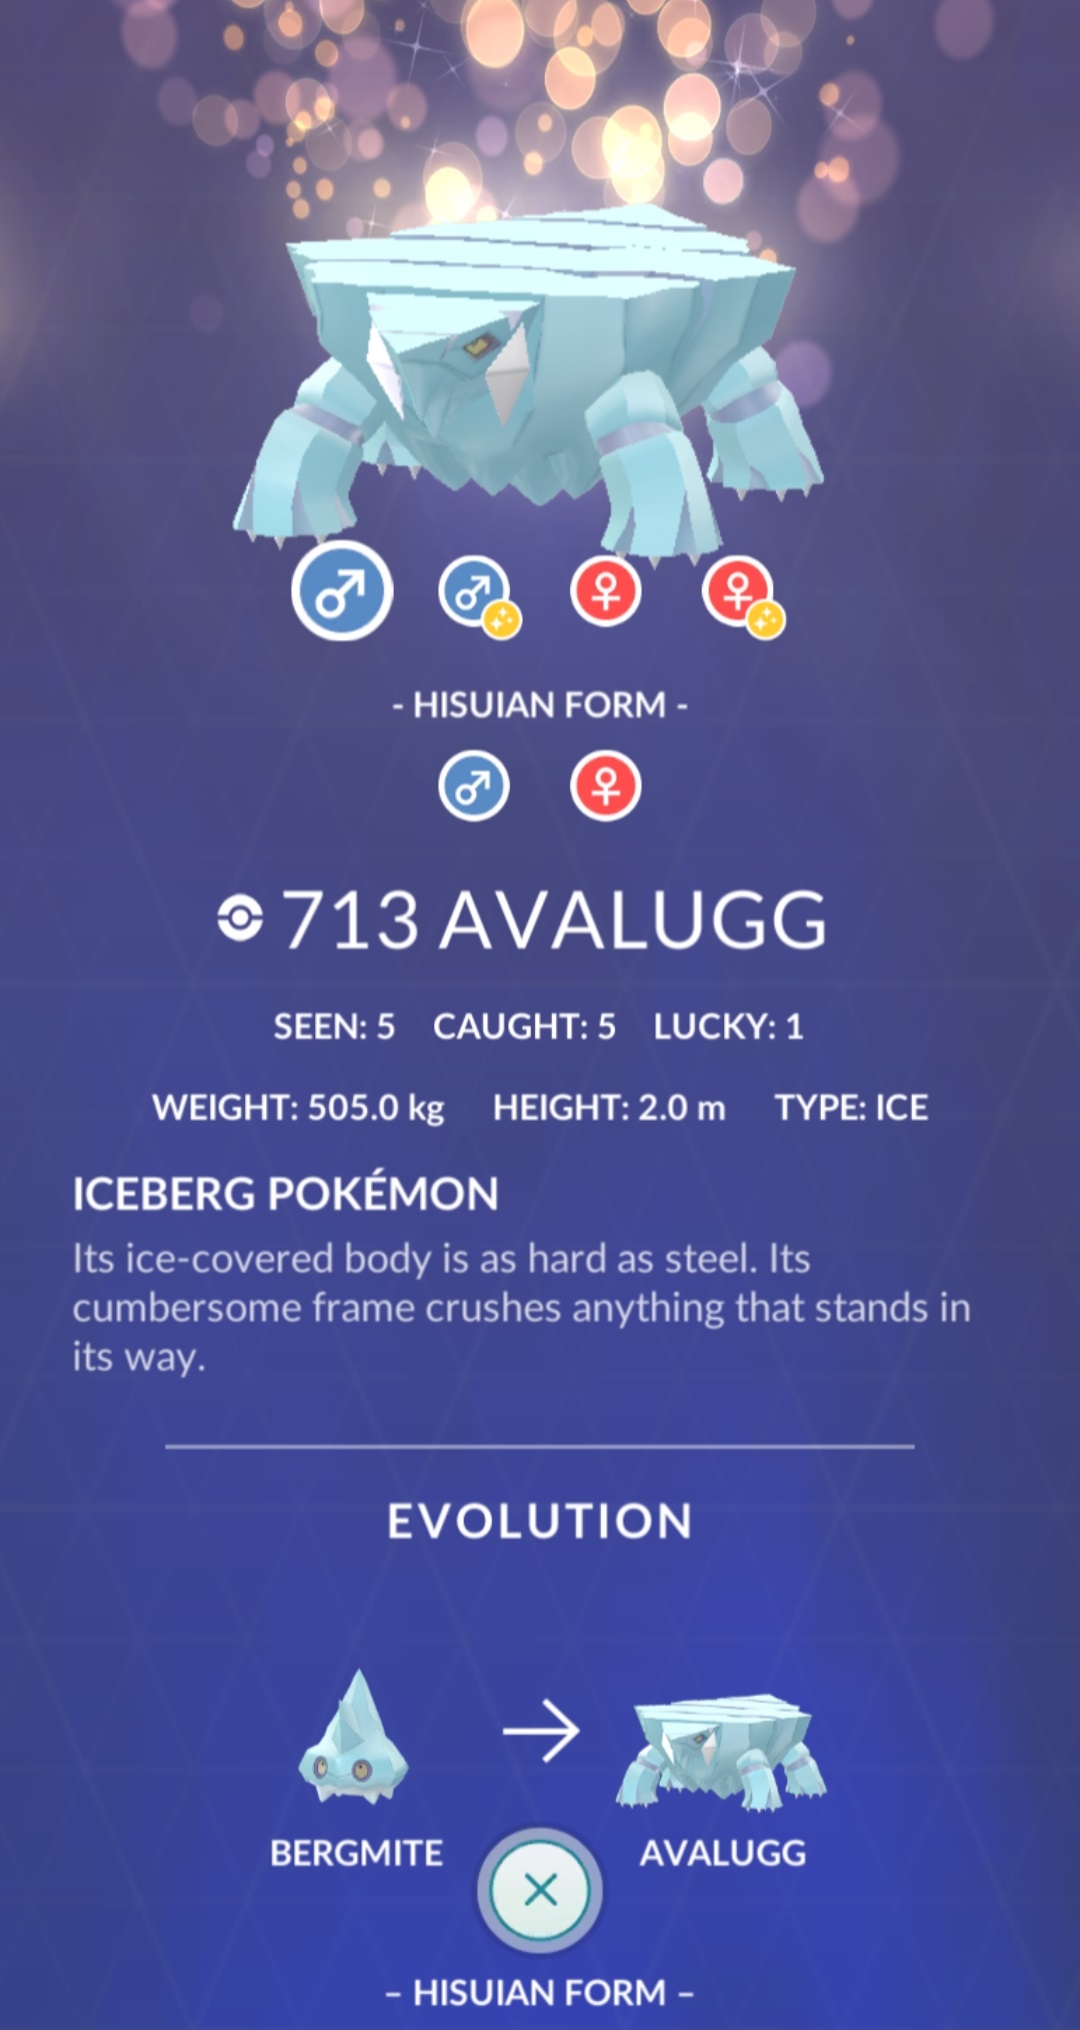 - HISUIAN FORM -
713 AVALUGG
SEEN: 5 CAUGHT: 5 LUCKY: 1
WEIGHT: 505.0 kg HEIGHT: 2.0 m TYPE: ICE
ICEBERG POKÉMON
Its ice-covered body is as hard as steel. Its
cumbersome frame crushes anything that stands in
its way.
EVOLUTION
BERGMITE AVALUGG
– HISUIAN FORM –